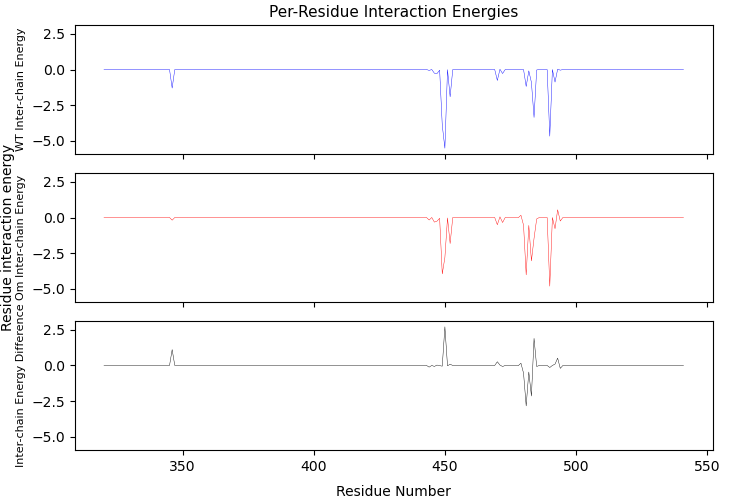 Per-Residue Interaction Energies
WT Inter-chain Energy
2.5
0.0
−2.5
−5.0
Residue interaction energy
Om Inter-chain Energy
2.5
0.0
−2.5
−5.0
Inter-chain Energy Difference
2.5
0.0
−2.5
−5.0
350
400
450
500
550
Residue Number